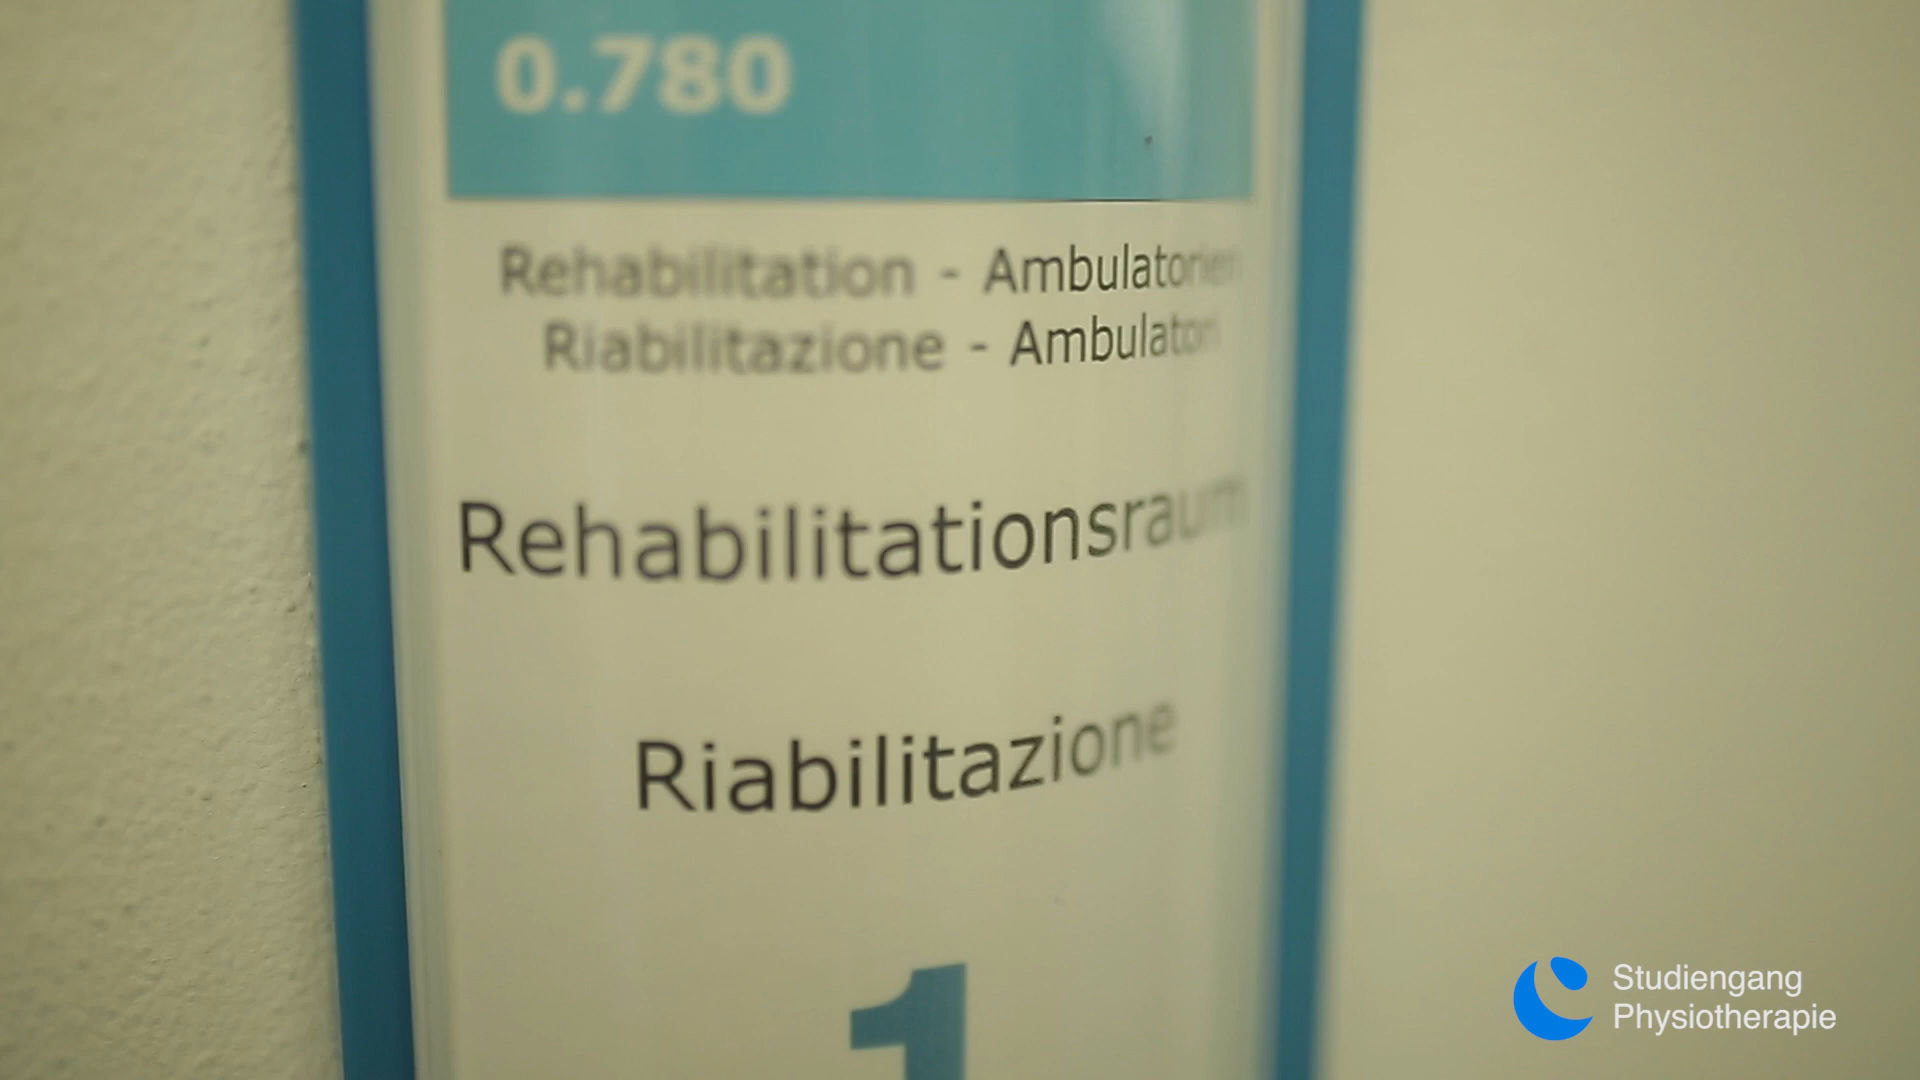 0.780
Rehabilitation - Ambulatorien
Riabilitazione - Ambulatori
Rehabilitationsraum
Riabilitazione
1
Studiengang
Physiotherapie